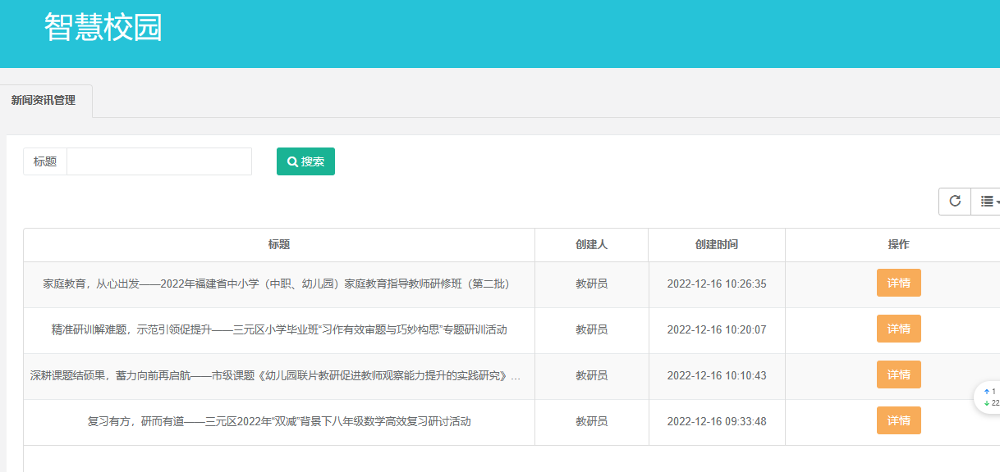 智慧校园
新闻资讯管理
标题
搜索
标题 创建人 创建时间 操作
家庭教育，从心出发——2022年福建省中小学（中职、幼儿园）家庭教育指导教师研修班（第二批） 教研员 2022-12-16 10:26:35 详情
精准研训解难题，示范引领促提升——三元区小学毕业班“习作有效审题与巧妙构思”专题研训活动 教研员 2022-12-16 10:20:07 详情
深耕课题结硕果，蓄力向前再启航——市级课题《幼儿园联片教研促进教师观察能力提升的实践研究》... 教研员 2022-12-16 10:10:43 详情
复习有方，研而有道——三元区2022年“双减”背景下八年级数学高效复习研讨活动 教研员 2022-12-16 09:33:48 详情
1
22